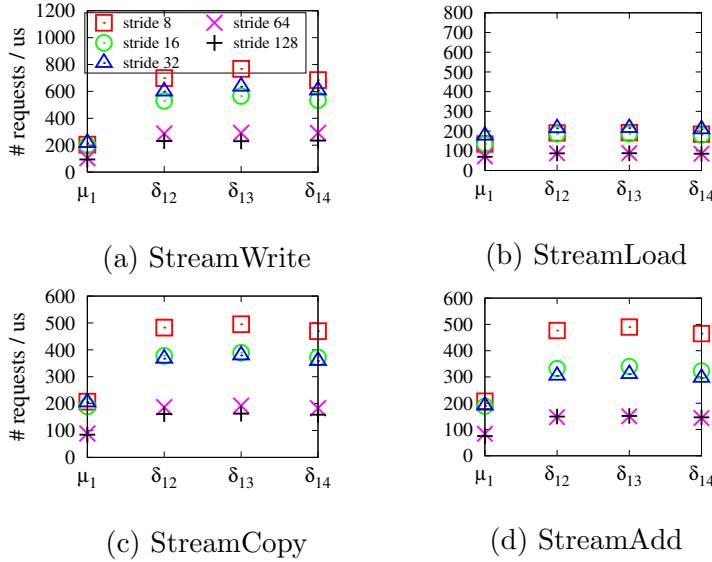 1200
1000
800
600
400
200
0
# requests / us
stride 8
stride 16
stride 32
stride 64
stride 128
μ1 δ12 δ13 δ14
(a) StreamWrite
800
700
600
500
400
300
200
100
0
μ1 δ12 δ13 δ14
(b) StreamLoad
600
500
400
300
200
100
0
# requests / us
μ1 δ12 δ13 δ14
(c) StreamCopy
600
500
400
300
200
100
0
μ1 δ12 δ13 δ14
(d) StreamAdd